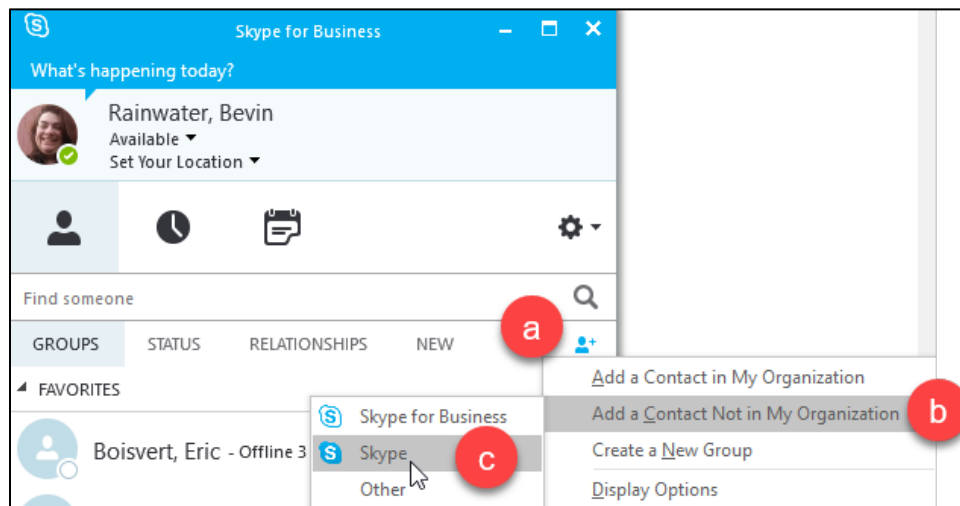 Skype for Business
What's happening today?
Rainwater, Bevin
Available
Set Your Location
Find someone
a
GROUPS STATUS RELATIONSHIPS NEW
Add a Contact in My Organization
FAVORITES
Skype for Business
Add a Contact Not in My Organization
b
Boisvert, Eric - Offline 3
Skype
c
Create a New Group
Other
Display Options